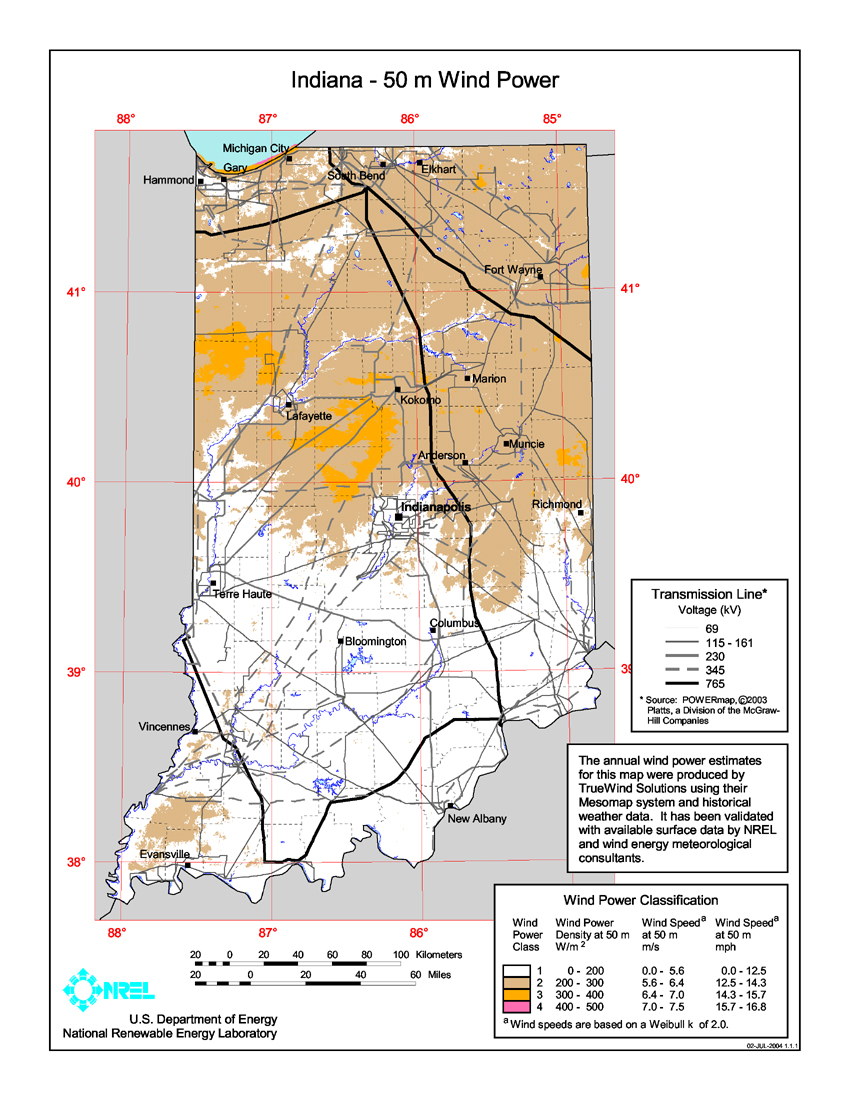 Indiana - 50 m Wind Power
88° 87° 86° 85°
Michigan City
Gary
Hammond
South Bend
Elkhart
Fort Wayne
41° 41°
Marion
Kokomo
Lafayette
Muncie
Anderson
40° 40°
Indianapolis
Richmond
Terre Haute
Columbus
Bloomington
39° 39
Vincennes
New Albany
Evansville
38°
88° 87° 86°
Transmission Line*
Voltage (kV)
69
115 - 161
230
345
765
* Source: POWERmap, ©2003
Platts, a Division of the McGraw-
Hill Companies
The annual wind power estimates
for this map were produced by
TrueWind Solutions using their
Mesomap system and historical
weather data. It has been validated
with available surface data by NREL
and wind energy meteorological
consultants.
Wind Power Classification
Wind Wind Power Wind Speedª Wind Speedª
Power Density at 50 m at 50 m at 50 m
Class W/m² m/s mph
1 0 - 200 0.0 - 5.6 0.0 - 12.5
2 200 - 300 5.6 - 6.4 12.5 - 14.3
3 300 - 400 6.4 - 7.0 14.3 - 15.7
4 400 - 500 7.0 - 7.5 15.7 - 16.8
ª Wind speeds are based on a Weibull k of 2.0.
20 0 20 40 60 80 100 Kilometers
20 0 20 40 60 Miles
NREL
U.S. Department of Energy
National Renewable Energy Laboratory
02-JUL-2004 1.1.1